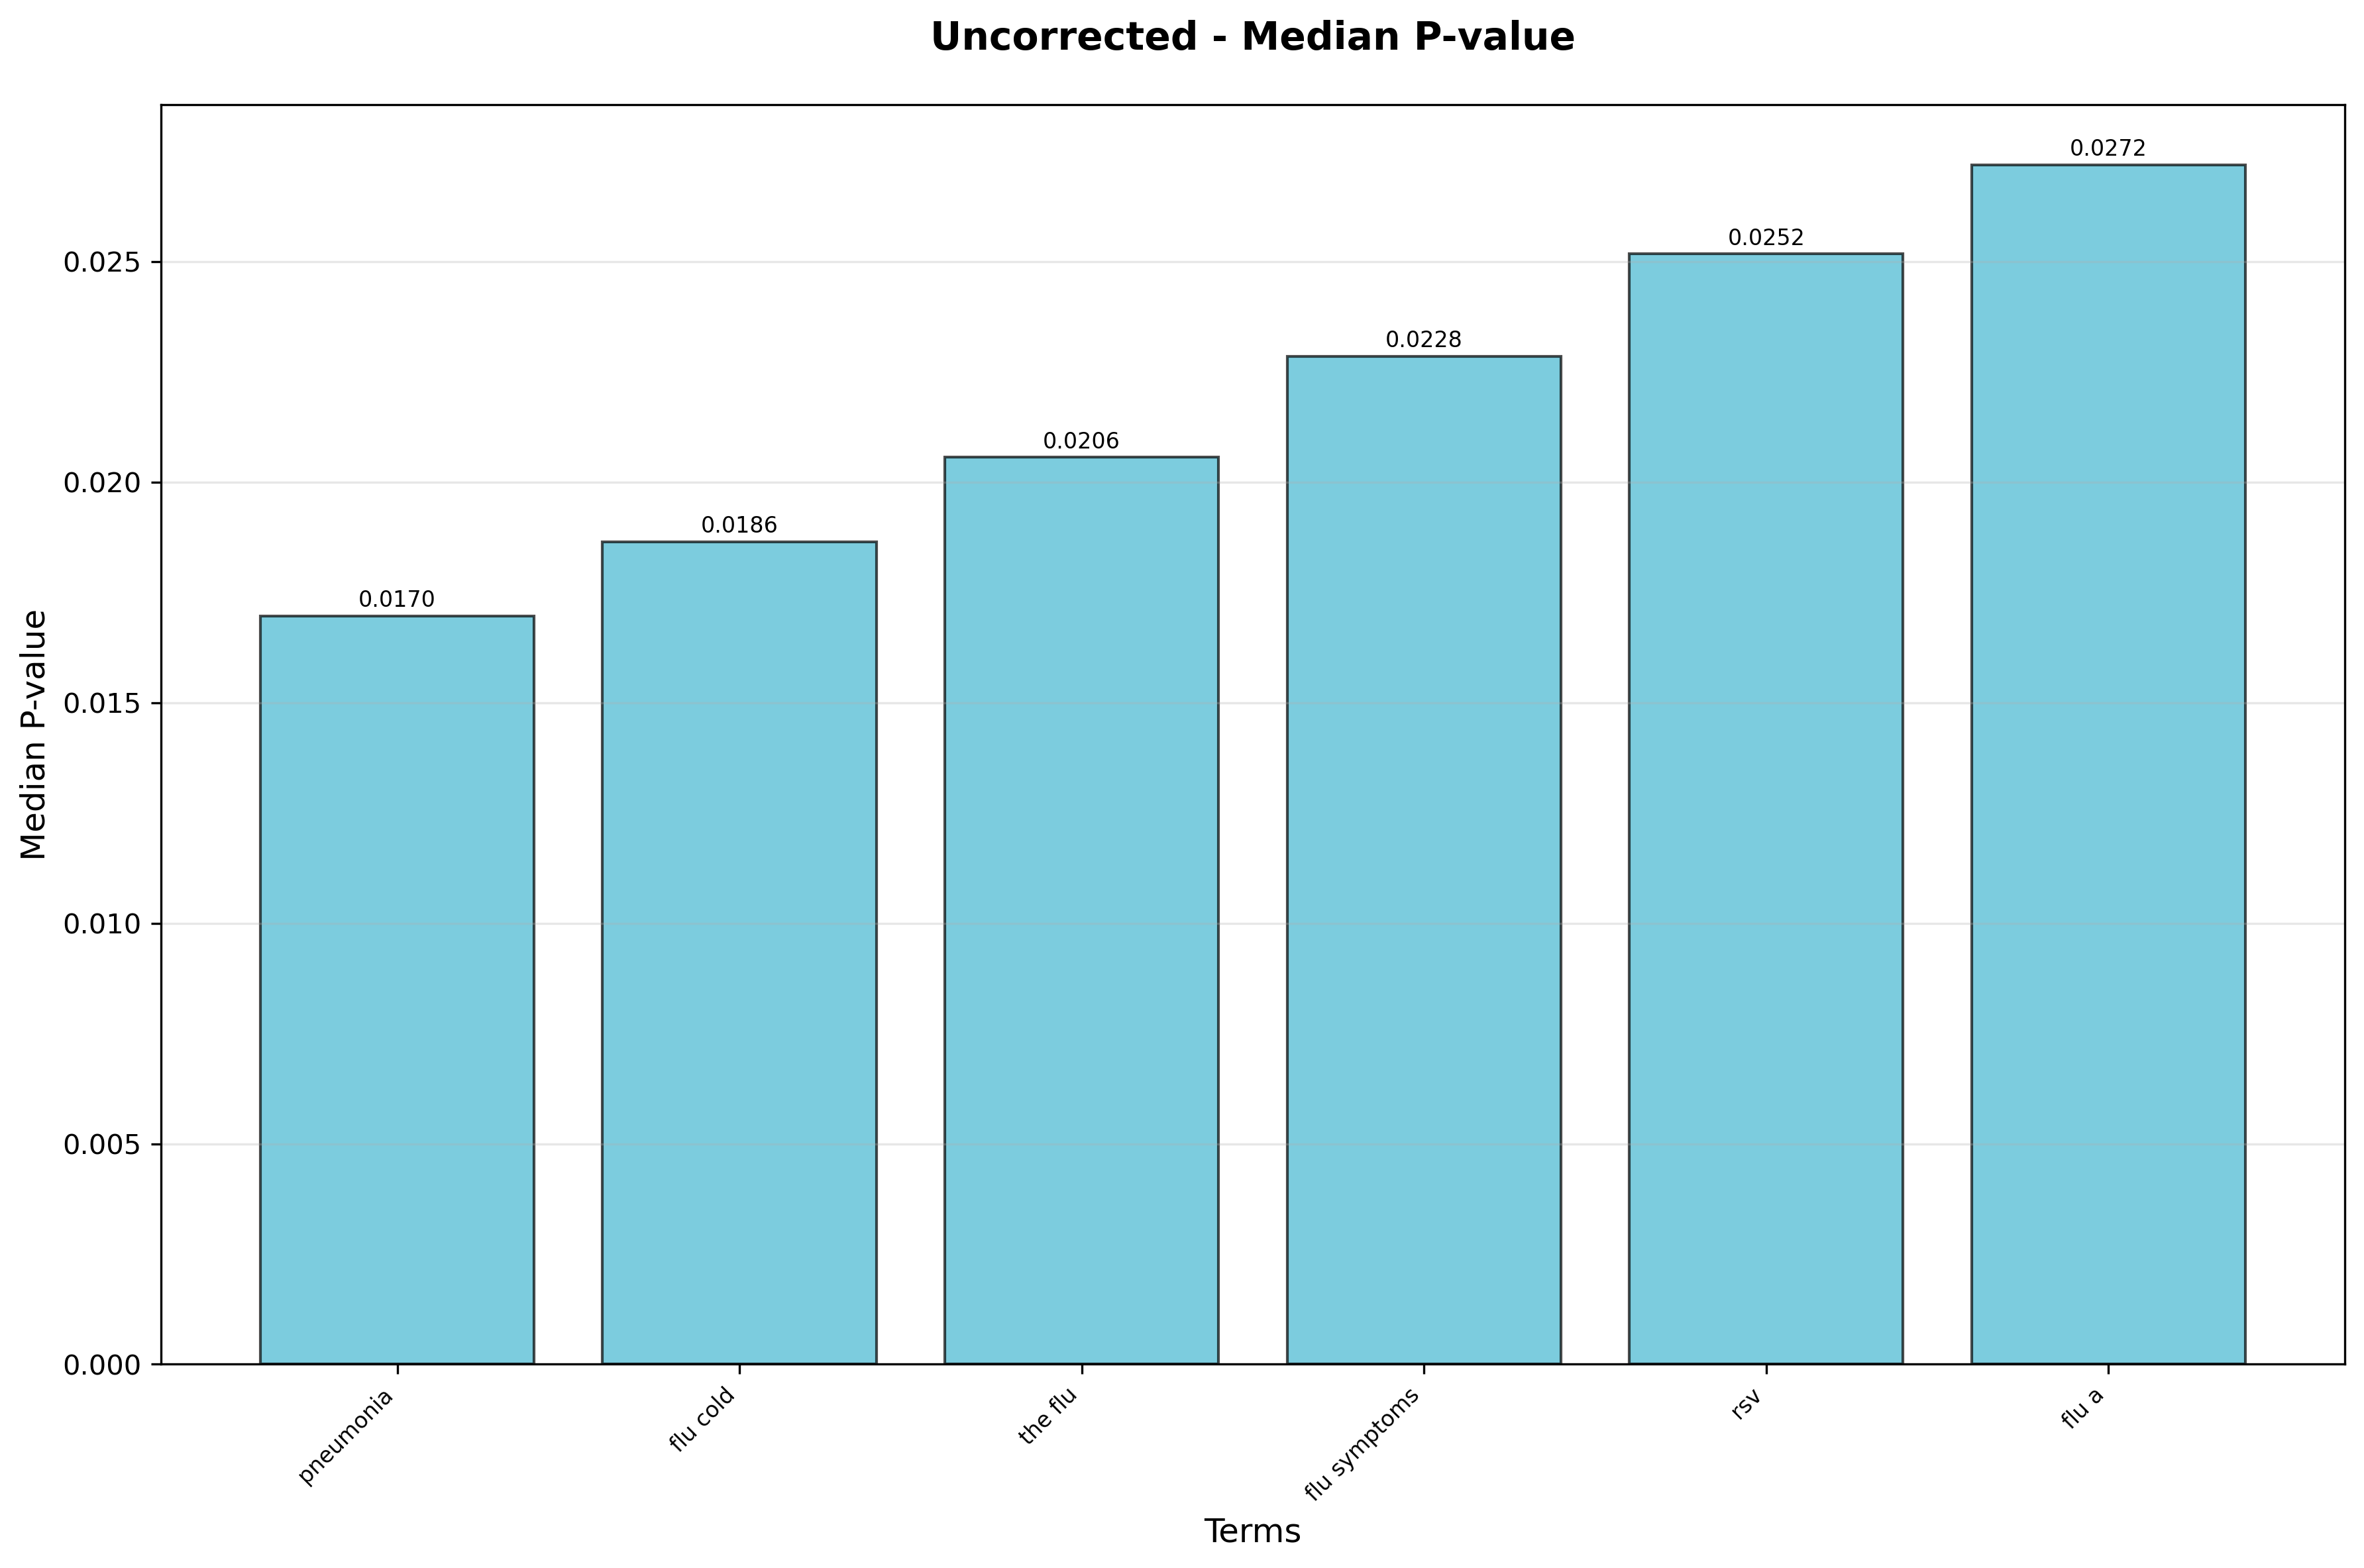 Uncorrected - Median P-value
0.0272
0.0252
0.025
0.0228
0.0206
0.020
0.0186
0.0170
0.015
Median P-value
0.010
0.005
0.000
pneumonia
flu cold
the flu
flu symptoms
rsv
flu a
Terms